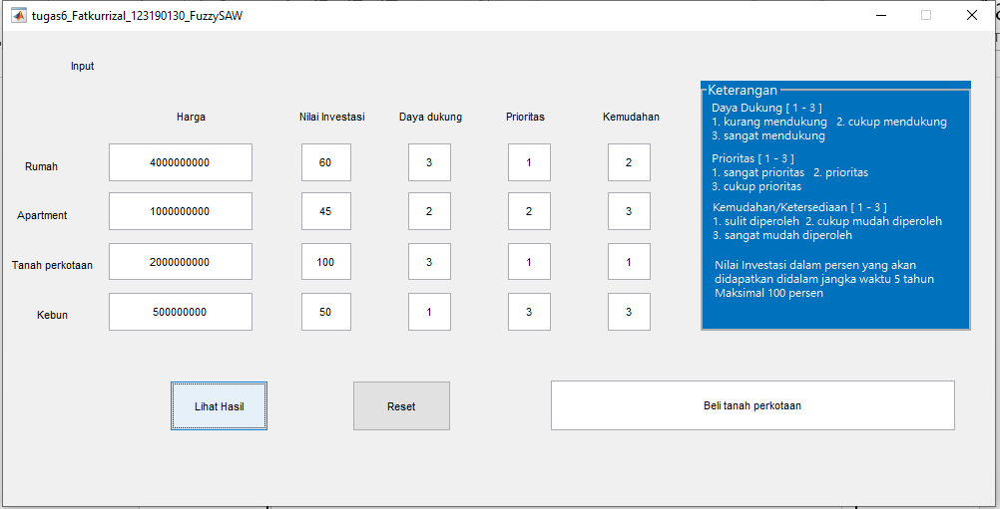 tugas6_Fatkurrizal_123190130_FuzzySAW
Input
Harga Nilai Investasi Daya dukung Prioritas Kemudahan
Rumah 4000000000 60 3 1 2
Apartment 1000000000 45 2 2 3
Tanah perkotaan 2000000000 100 3 1 1
Kebun 500000000 50 1 3 3
Keterangan
Daya Dukung [ 1 - 3 ]
1. kurang mendukung 2. cukup mendukung
3. sangat mendukung
Prioritas [ 1 - 3 ]
1. sangat prioritas 2. prioritas
3. cukup prioritas
Kemudahan/Ketersediaan [ 1 - 3 ]
1. sulit diperoleh 2. cukup mudah diperoleh
3. sangat mudah diperoleh
Nilai Investasi dalam persen yang akan
didapatkan didalam jangka waktu 5 tahun
Maksimal 100 persen
Lihat Hasil Reset Beli tanah perkotaan